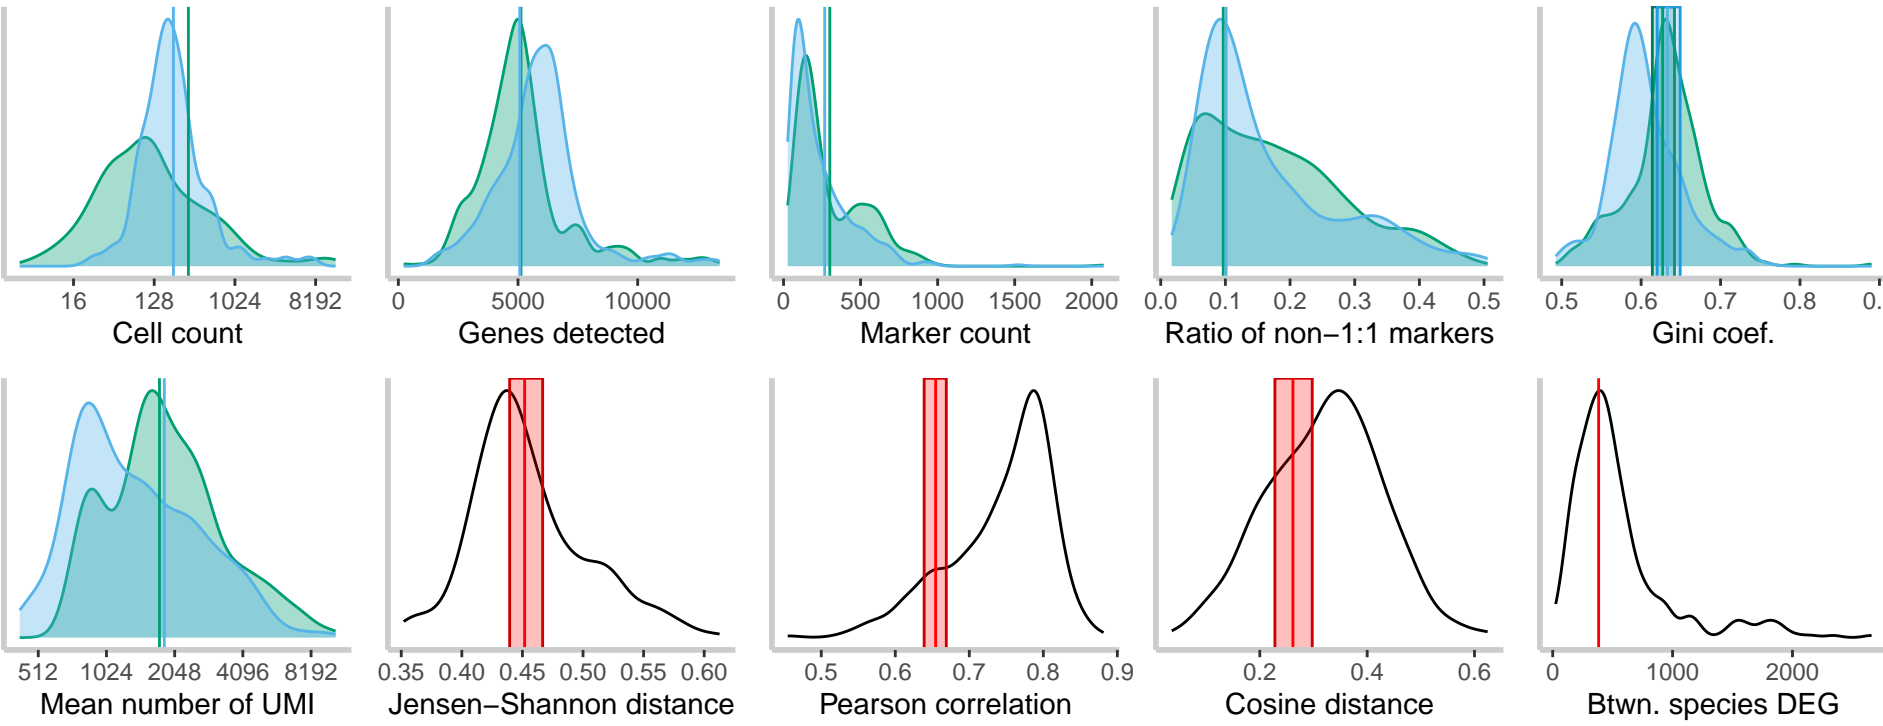 16 128 1024 8192
Cell count
0 5000 10000
Genes detected
0 500 1000 1500 2000
Marker count
0.0 0.1 0.2 0.3 0.4 0.5
Ratio of non−1:1 markers
0.5 0.6 0.7 0.8 0.
Gini coef.
512 1024 2048 4096 8192
Mean number of UMI
0.35 0.40 0.45 0.50 0.55 0.60
Jensen−Shannon distance
0.5 0.6 0.7 0.8 0.9
Pearson correlation
0.2 0.4 0.6
Cosine distance
0 1000 2000
Btwn. species DEG